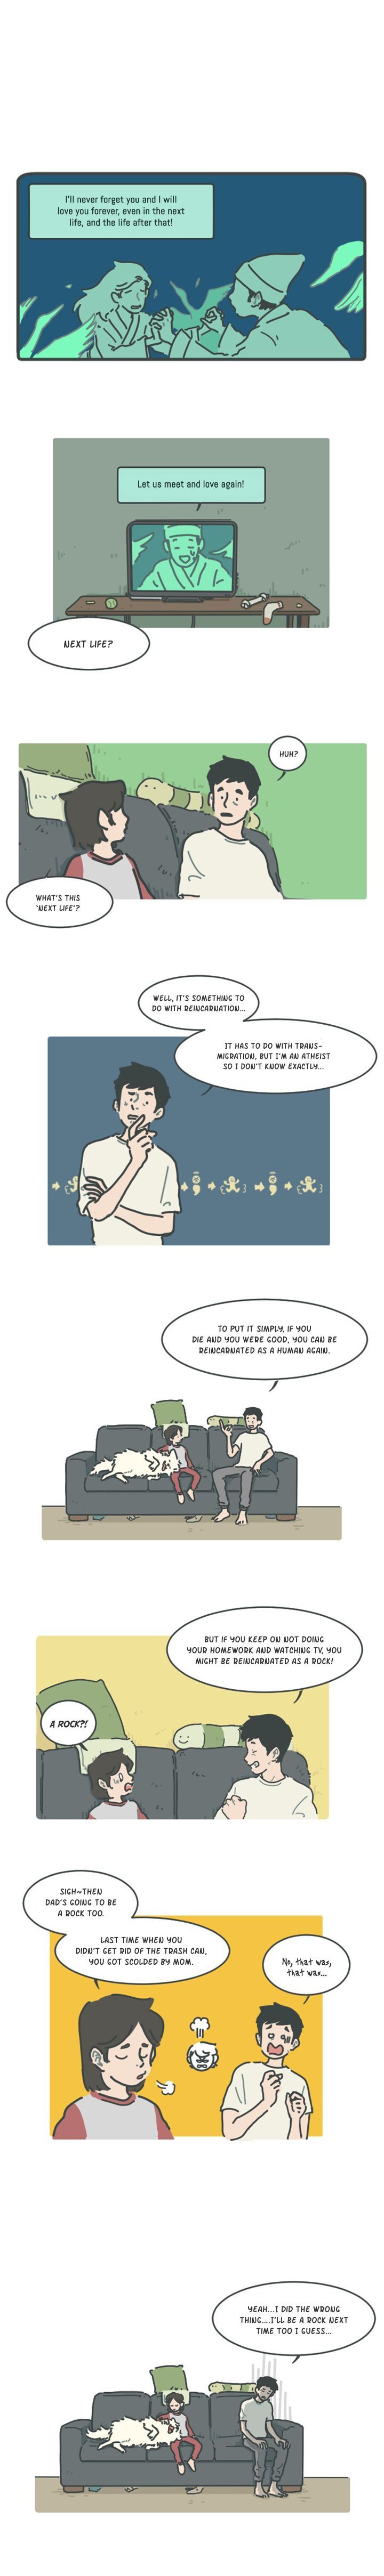 I'll never forget you and I will
love you forever, even in the next
life, and the life after that!
Let us meet and love again!
NEXT LIFE?
HUH?
WHAT'S THIS
'NEXT LIFE'?
WELL, IT'S SOMETHING TO
DO WITH REINCARNATION...
IT HAS TO DO WITH TRANS-
MIGRATION, BUT I'M AN ATHEIST
SO I DON'T KNOW EXACTLY...
TO PUT IT SIMPLY, IF YOU
DIE AND YOU WERE GOOD, YOU CAN BE
REINCARNATED AS A HUMAN AGAIN.
BUT IF YOU KEEP ON NOT DOING
YOUR HOMEWORK AND WATCHING TV, YOU
MIGHT BE REINCARNATED AS A ROCK!
A ROCK?!
SIGH~THEN
DAD'S GOING TO BE
A ROCK TOO.
LAST TIME WHEN YOU
DIDN'T GET RID OF THE TRASH CAN,
YOU GOT SCOLDED BY MOM.
No, that was,
that was...
YEAH...I DID THE WRONG
THING....I'LL BE A ROCK NEXT
TIME TOO I GUESS...